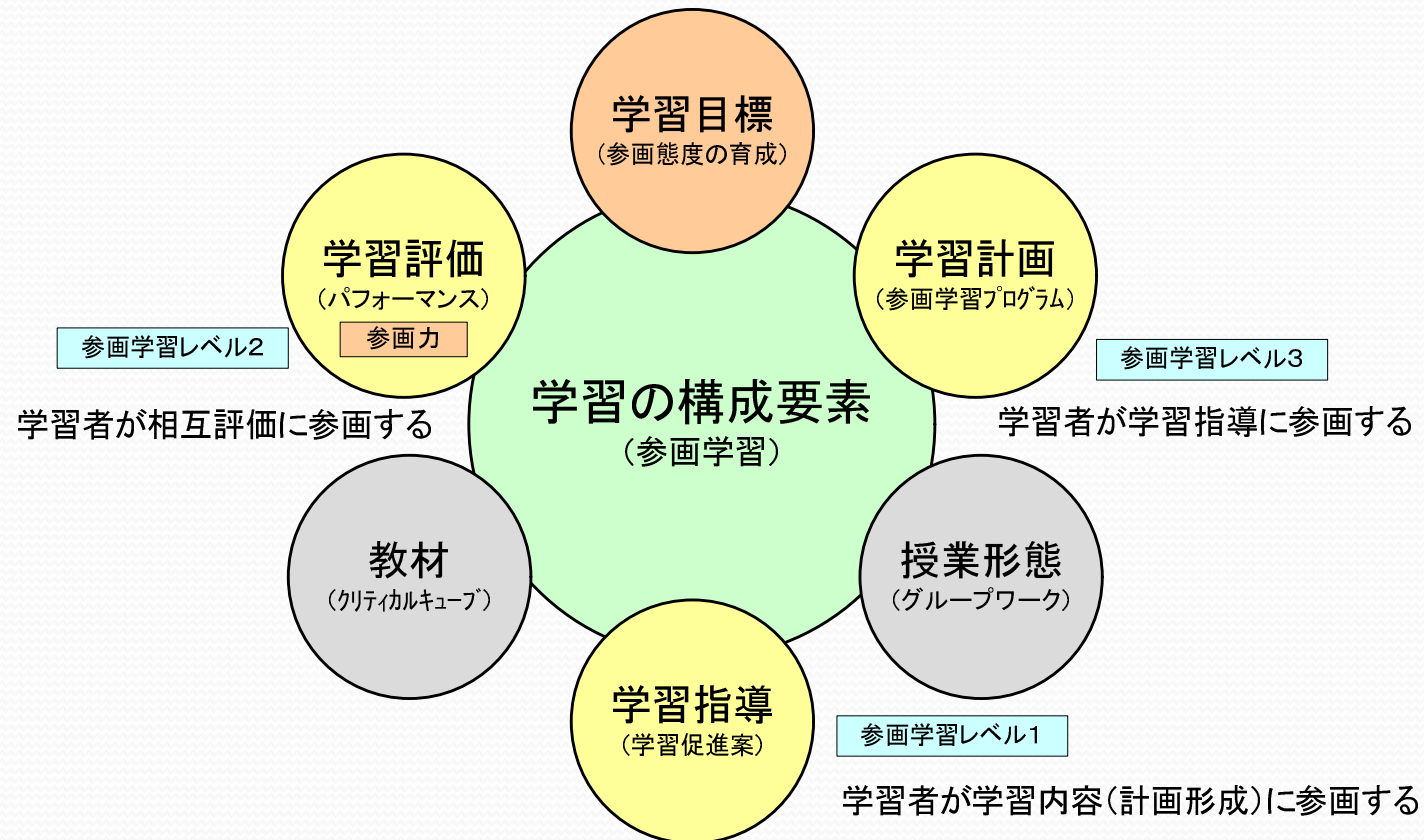 学習目標
（参画態度の育成）
学習評価
（パフォーマンス）
参画力
学習計画
（参画学習ﾌﾟﾛｸﾞﾗﾑ）
参画学習レベル２
学習者が相互評価に参画する
参画学習レベル３
学習者が学習指導に参画する
学習の構成要素
（参画学習）
教材
（ｸﾘﾃｨｶﾙｷｭｰﾌﾞ）
授業形態
（グループワーク）
学習指導
（学習促進案）
参画学習レベル１
学習者が学習内容（計画形成）に参画する